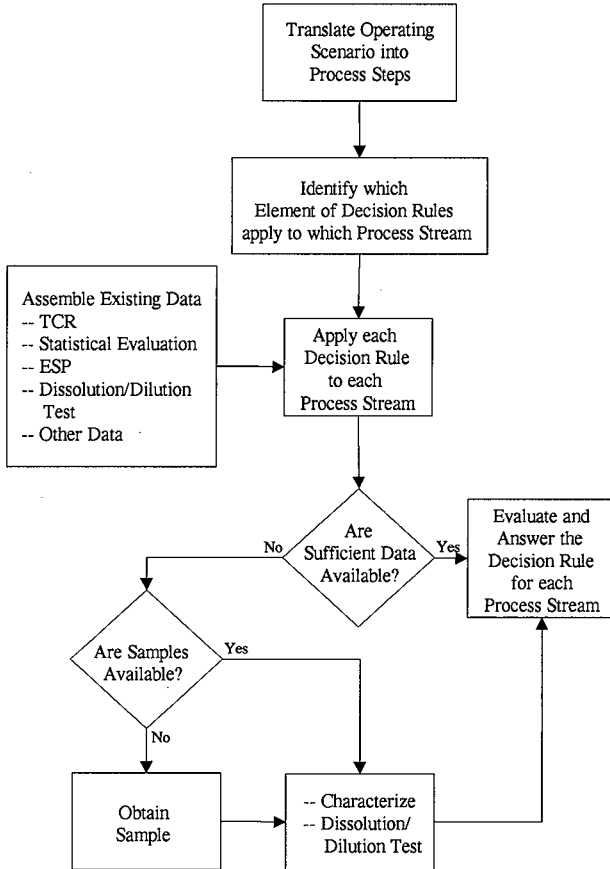 Translate Operating
Scenario into
Process Steps
Identify which
Element of Decision Rules
apply to which Process Stream
Assemble Existing Data
-- TCR
-- Statistical Evaluation
-- ESP
-- Dissolution/Dilution
Test
-- Other Data
Apply each
Decision Rule
to each
Process Stream
Are
Sufficient Data
Available?
No
Yes
Evaluate and
Answer the
Decision Rule
for each
Process Stream
Are Samples
Available?
Yes
No
Obtain
Sample
-- Characterize
-- Dissolution/
Dilution Test